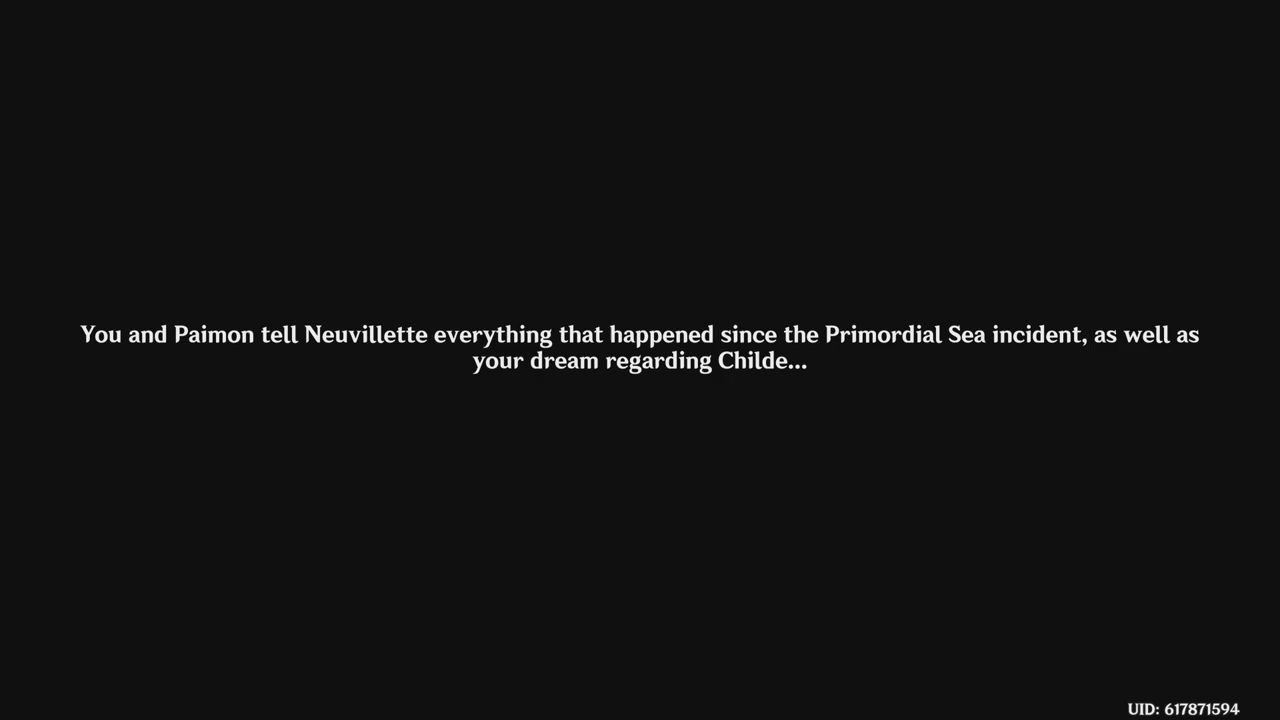 You and Paimon tell Neuvillette everything that happened since the Primordial Sea incident, as well as
your dream regarding Childe...
UID: 617871594